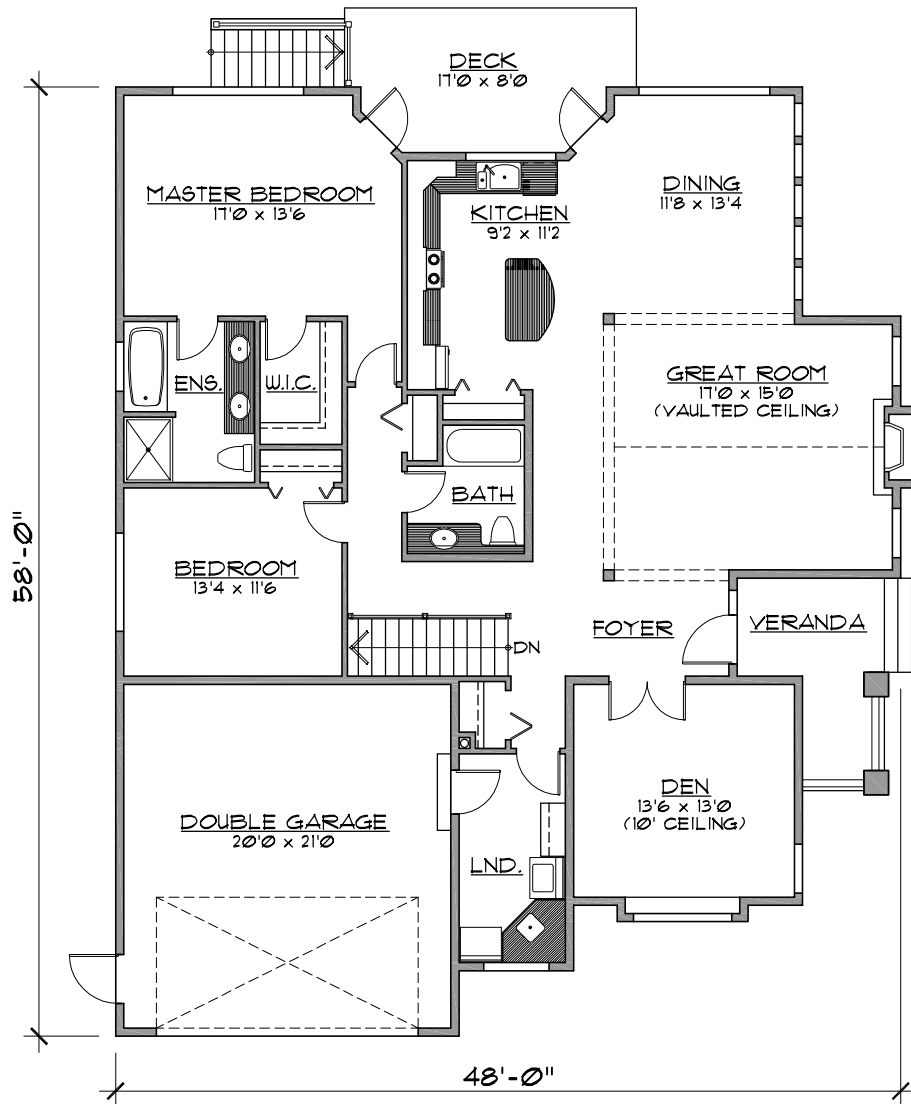 DECK
17'0 x 8'0
MASTER BEDROOM
17'0 x 13'6
KITCHEN
9'2 x 11'2
DINING
11'8 x 13'4
ENS.
W.I.C.
GREAT ROOM
17'0 x 15'0
(VAULTED CEILING)
BATH
BEDROOM
13'4 x 11'6
58'-0"
DN
FOYER
VERANDA
DOUBLE GARAGE
20'0 x 21'0
LND.
DEN
13'6 x 13'0
(10' CEILING)
48'-0"